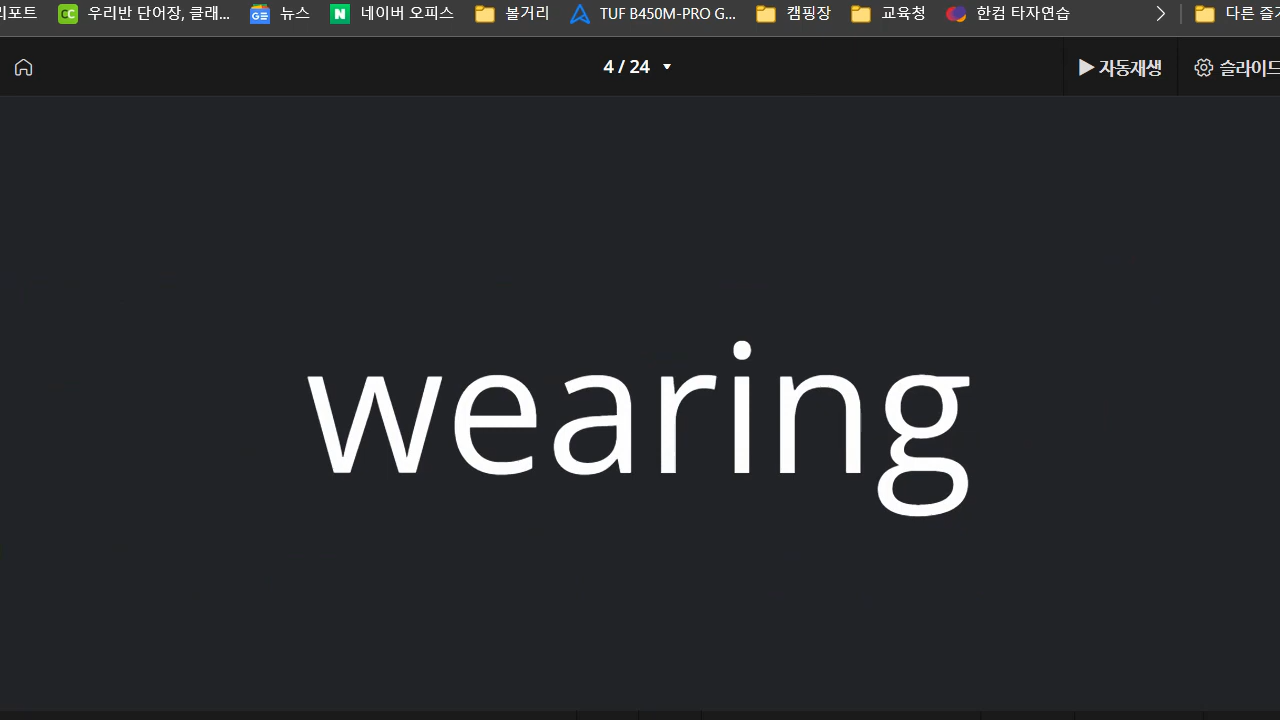 리포트 우리반 단어장, 클래... 뉴스 네이버 오피스 볼거리 TUF B450M-PRO G... 캠핑장 교육청 한컴 타자연습 다른 즐겨
4 / 24 ▶ 자동재생 슬라이드
wearing